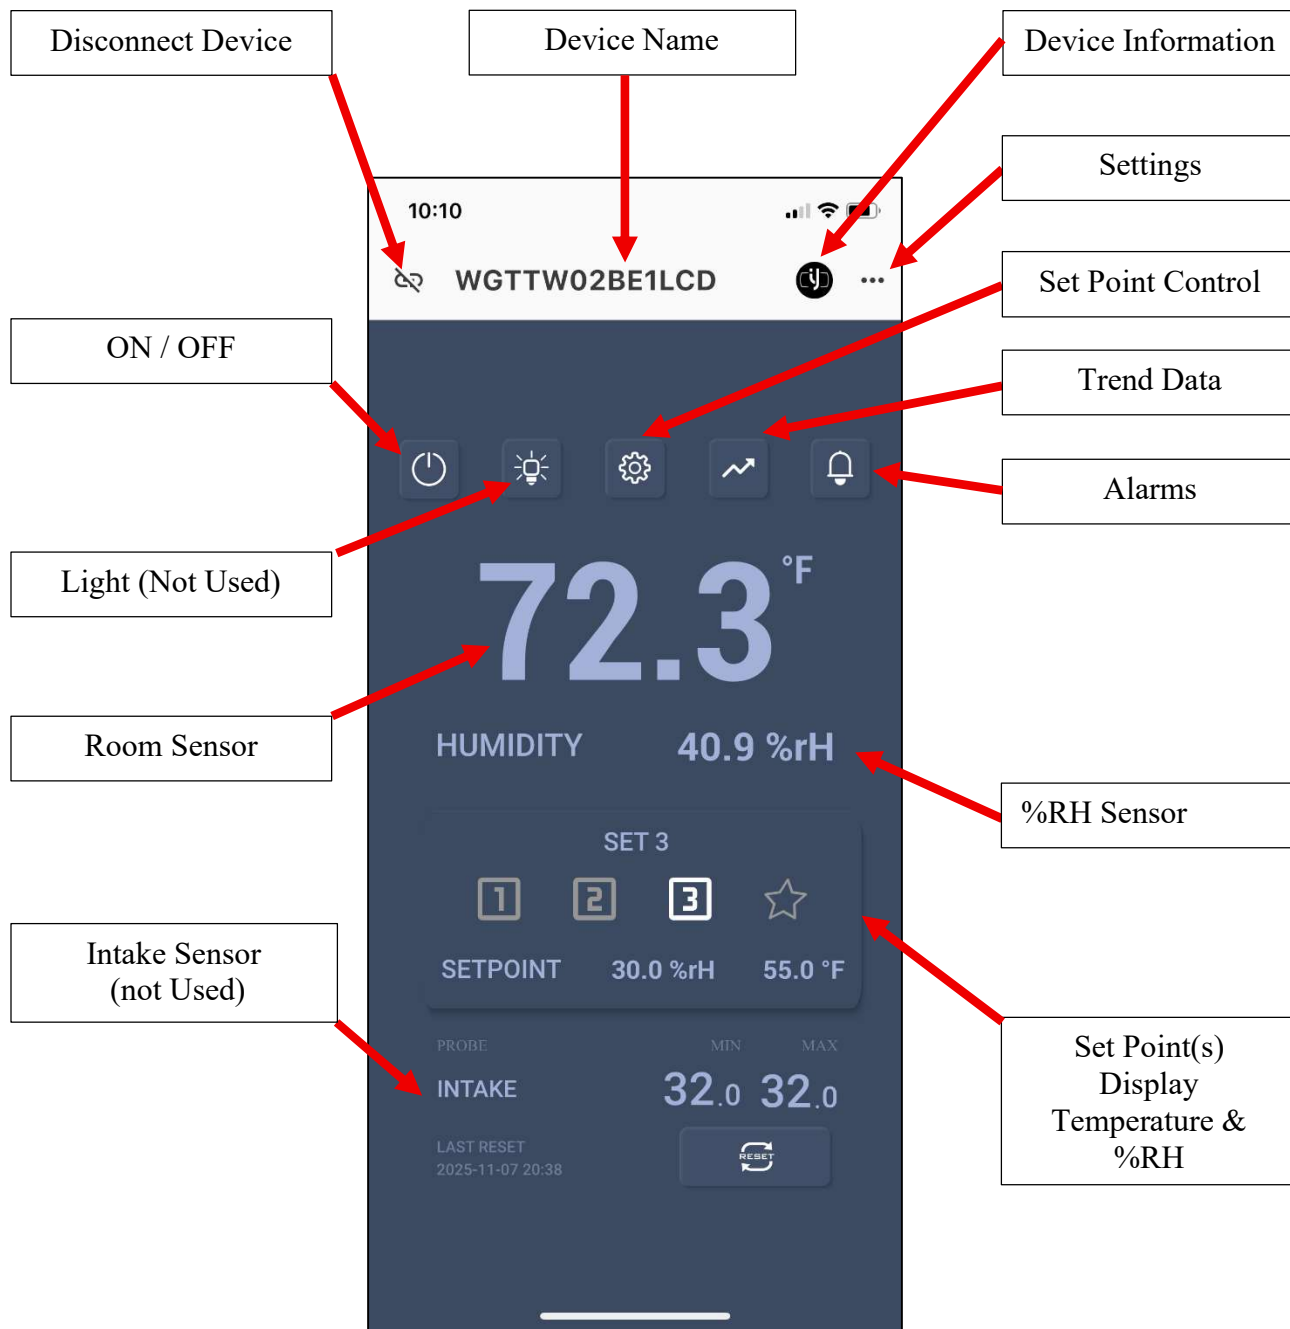 Disconnect Device
Device Name
Device Information
Settings
10:10
WGTTW02BE1LCD
Set Point Control
ON / OFF
Trend Data
Alarms
Light (Not Used)
72.3 °F
Room Sensor
HUMIDITY 40.9 %rH
%RH Sensor
SET 3
1 2 3
SETPOINT 30.0 %rH 55.0 °F
Intake Sensor
(not Used)
Set Point(s)
Display
Temperature &
%RH
PROBE MIN MAX
INTAKE 32.0 32.0
LAST RESET
2025-11-07 20:38
RESET